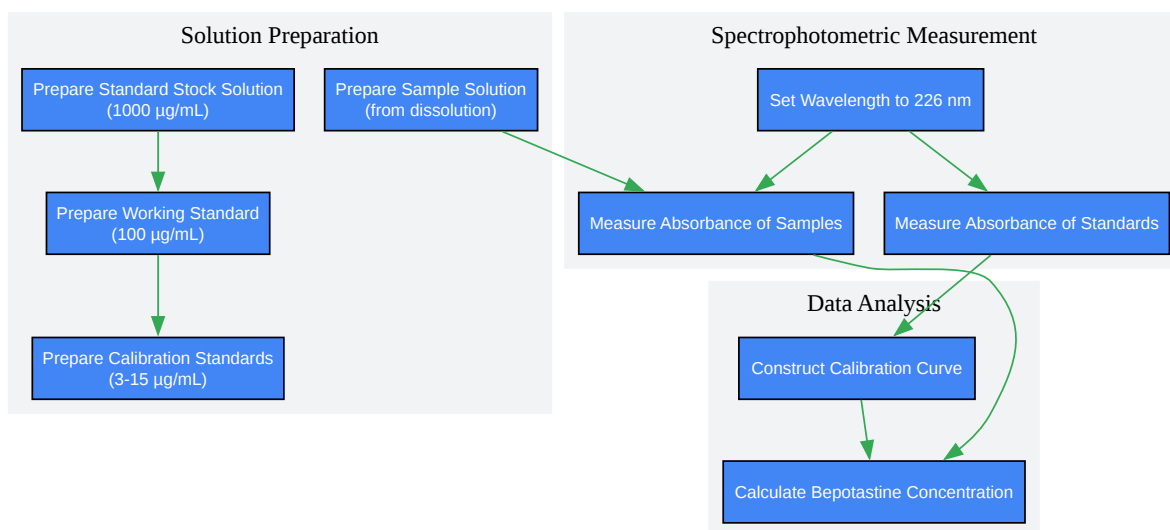 Solution Preparation
Prepare Standard Stock Solution
(1000 µg/mL)
Prepare Sample Solution
(from dissolution)
Prepare Working Standard
(100 µg/mL)
Prepare Calibration Standards
(3-15 µg/mL)
Spectrophotometric Measurement
Set Wavelength to 226 nm
Measure Absorbance of Samples
Measure Absorbance of Standards
Data Analysis
Construct Calibration Curve
Calculate Bepotastine Concentration